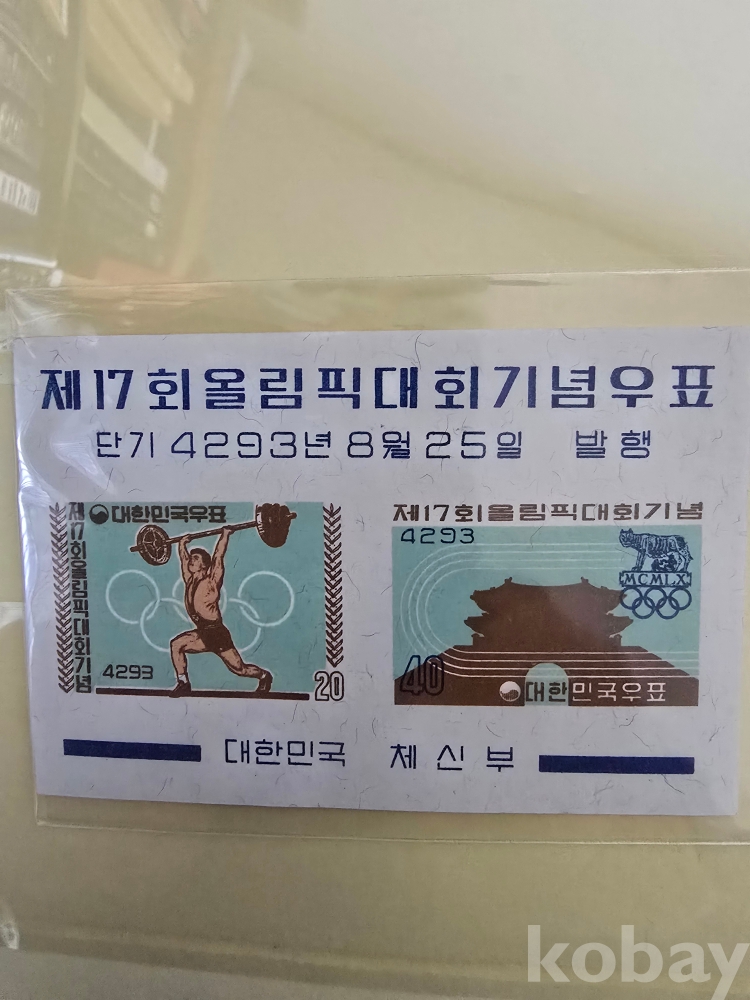 제17회올림픽대회기념우표
단기 4293년 8월 25일 발행
대한민국우표
제17회올림픽대회기념
4293
20
제17회올림픽대회기념
4293
MCMLX
40
대한민국우표
대한민국 체신부
kobay